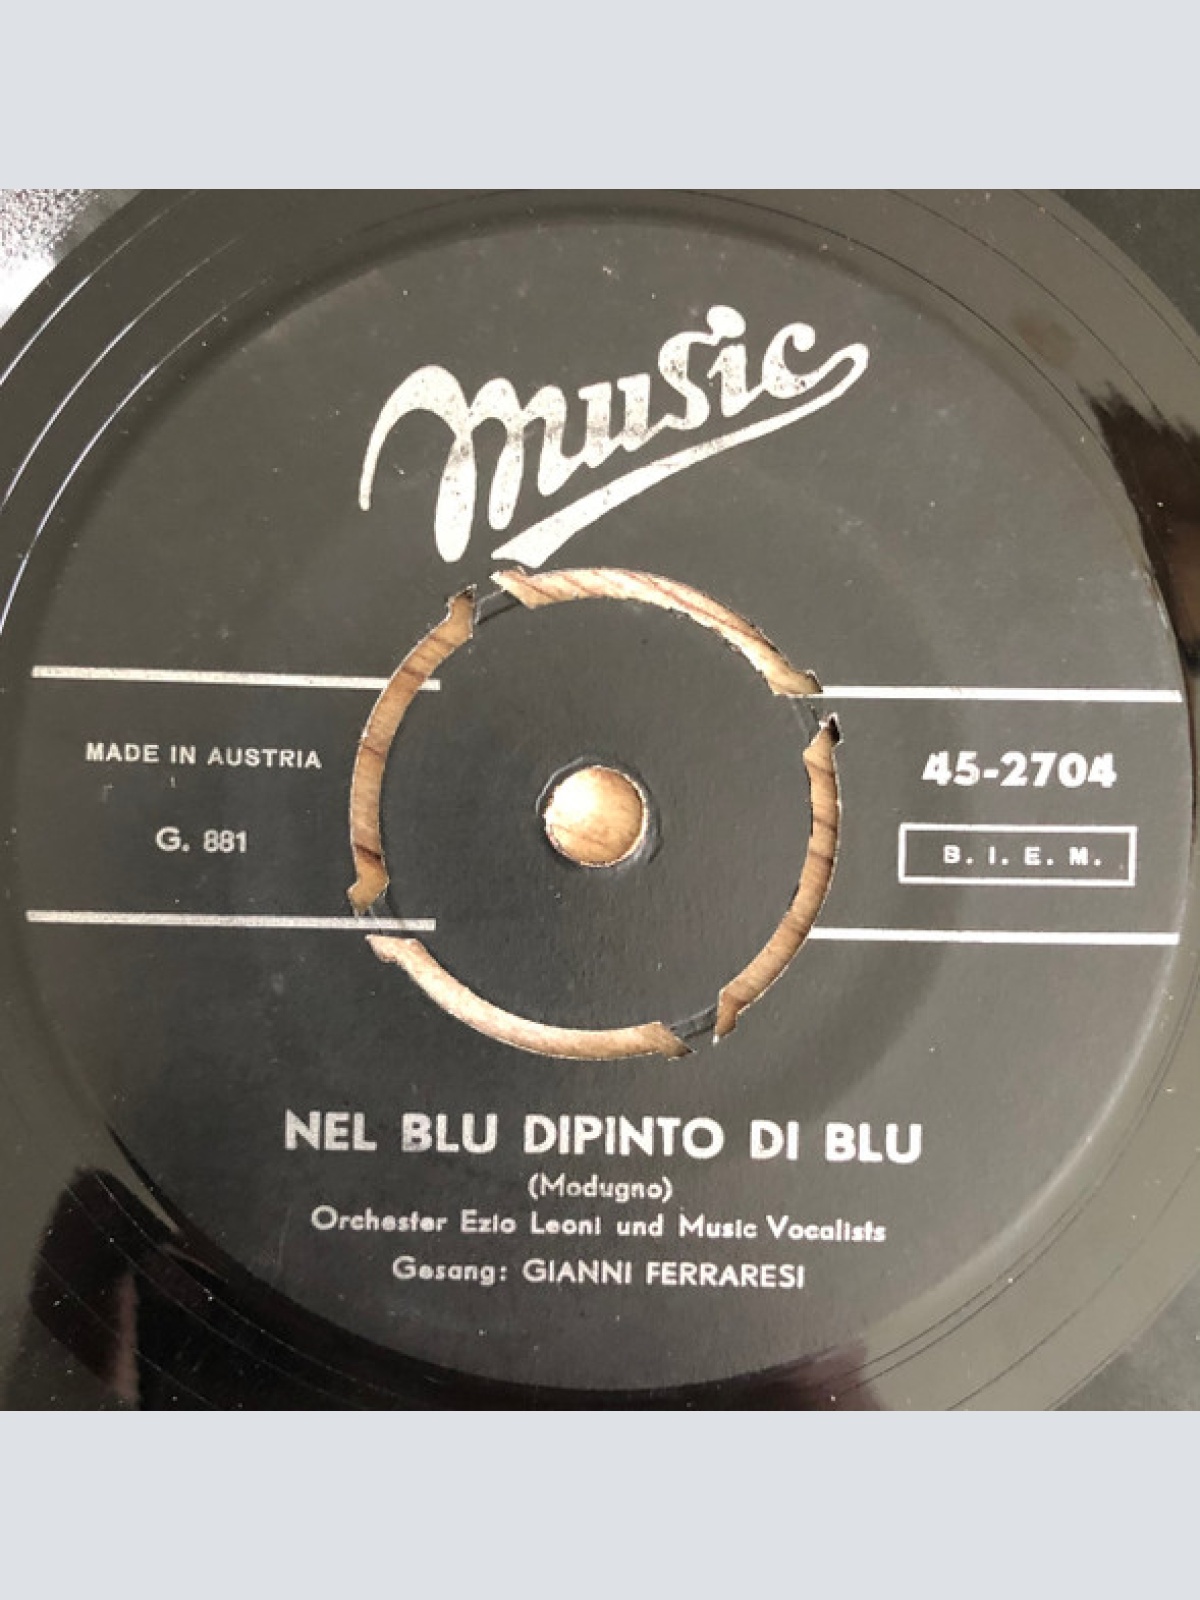 Music
MADE IN AUSTRIA
G. 881
45-2704
B. I. E. M.
NEL BLU DIPINTO DI BLU
(Modugno)
Orchester Ezio Leoni und Music Vocalists
Gesang: GIANNI FERRARESI